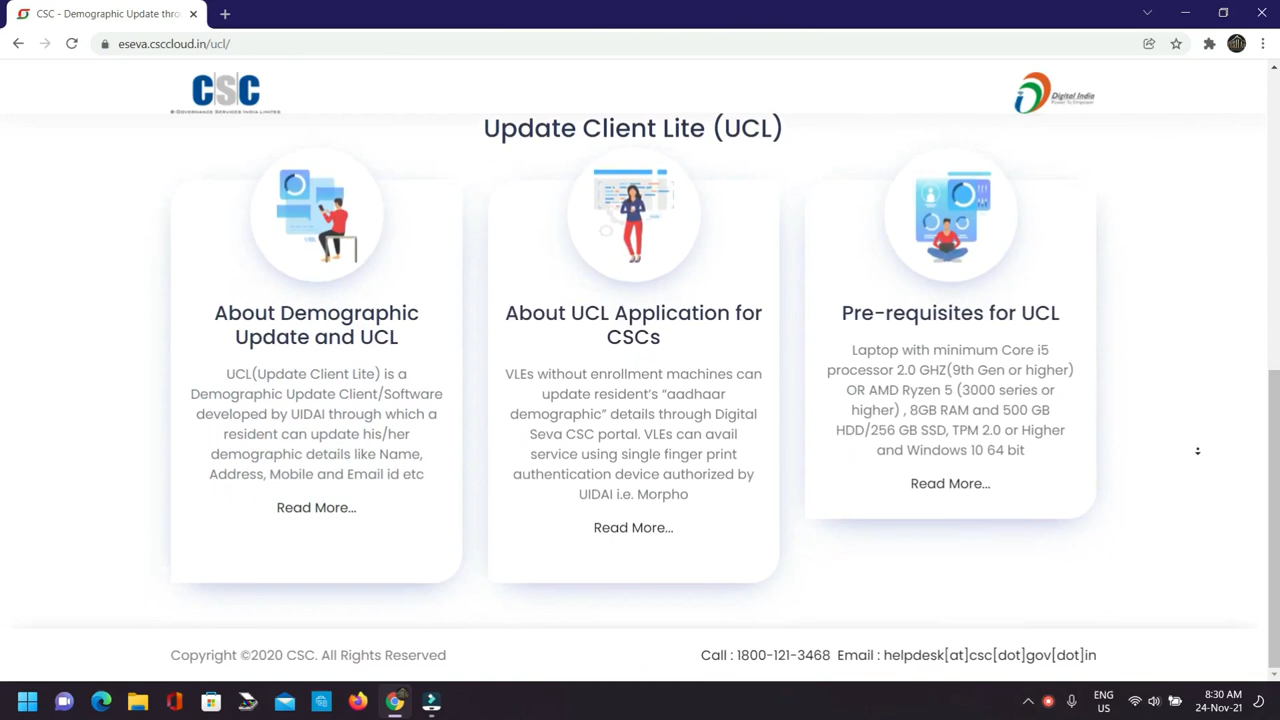 CSC - Demographic Update thro
eseva.csccloud.in/ucl/
CSC
e-GOVERNANCE SERVICES INDIA LIMITED
Digital India
Power To Empower
Update Client Lite (UCL)
About Demographic
Update and UCL
UCL(Update Client Lite) is a
Demographic Update Client/Software
developed by UIDAI through which a
resident can update his/her
demographic details like Name,
Address, Mobile and Email id etc
Read More...
About UCL Application for
CSCs
VLEs without enrollment machines can
update resident's “aadhaar
demographic” details through Digital
Seva CSC portal. VLEs can avail
service using single finger print
authentication device authorized by
UIDAI i.e. Morpho
Read More...
Pre-requisites for UCL
Laptop with minimum Core i5
processor 2.0 GHZ(9th Gen or higher)
OR AMD Ryzen 5 (3000 series or
higher) , 8GB RAM and 500 GB
HDD/256 GB SSD, TPM 2.0 or Higher
and Windows 10 64 bit
Read More...
Copyright ©2020 CSC. All Rights Reserved
Call : 1800-121-3468 Email : helpdesk[at]csc[dot]gov[dot]in
ENG
US
8:30 AM
24-Nov-21